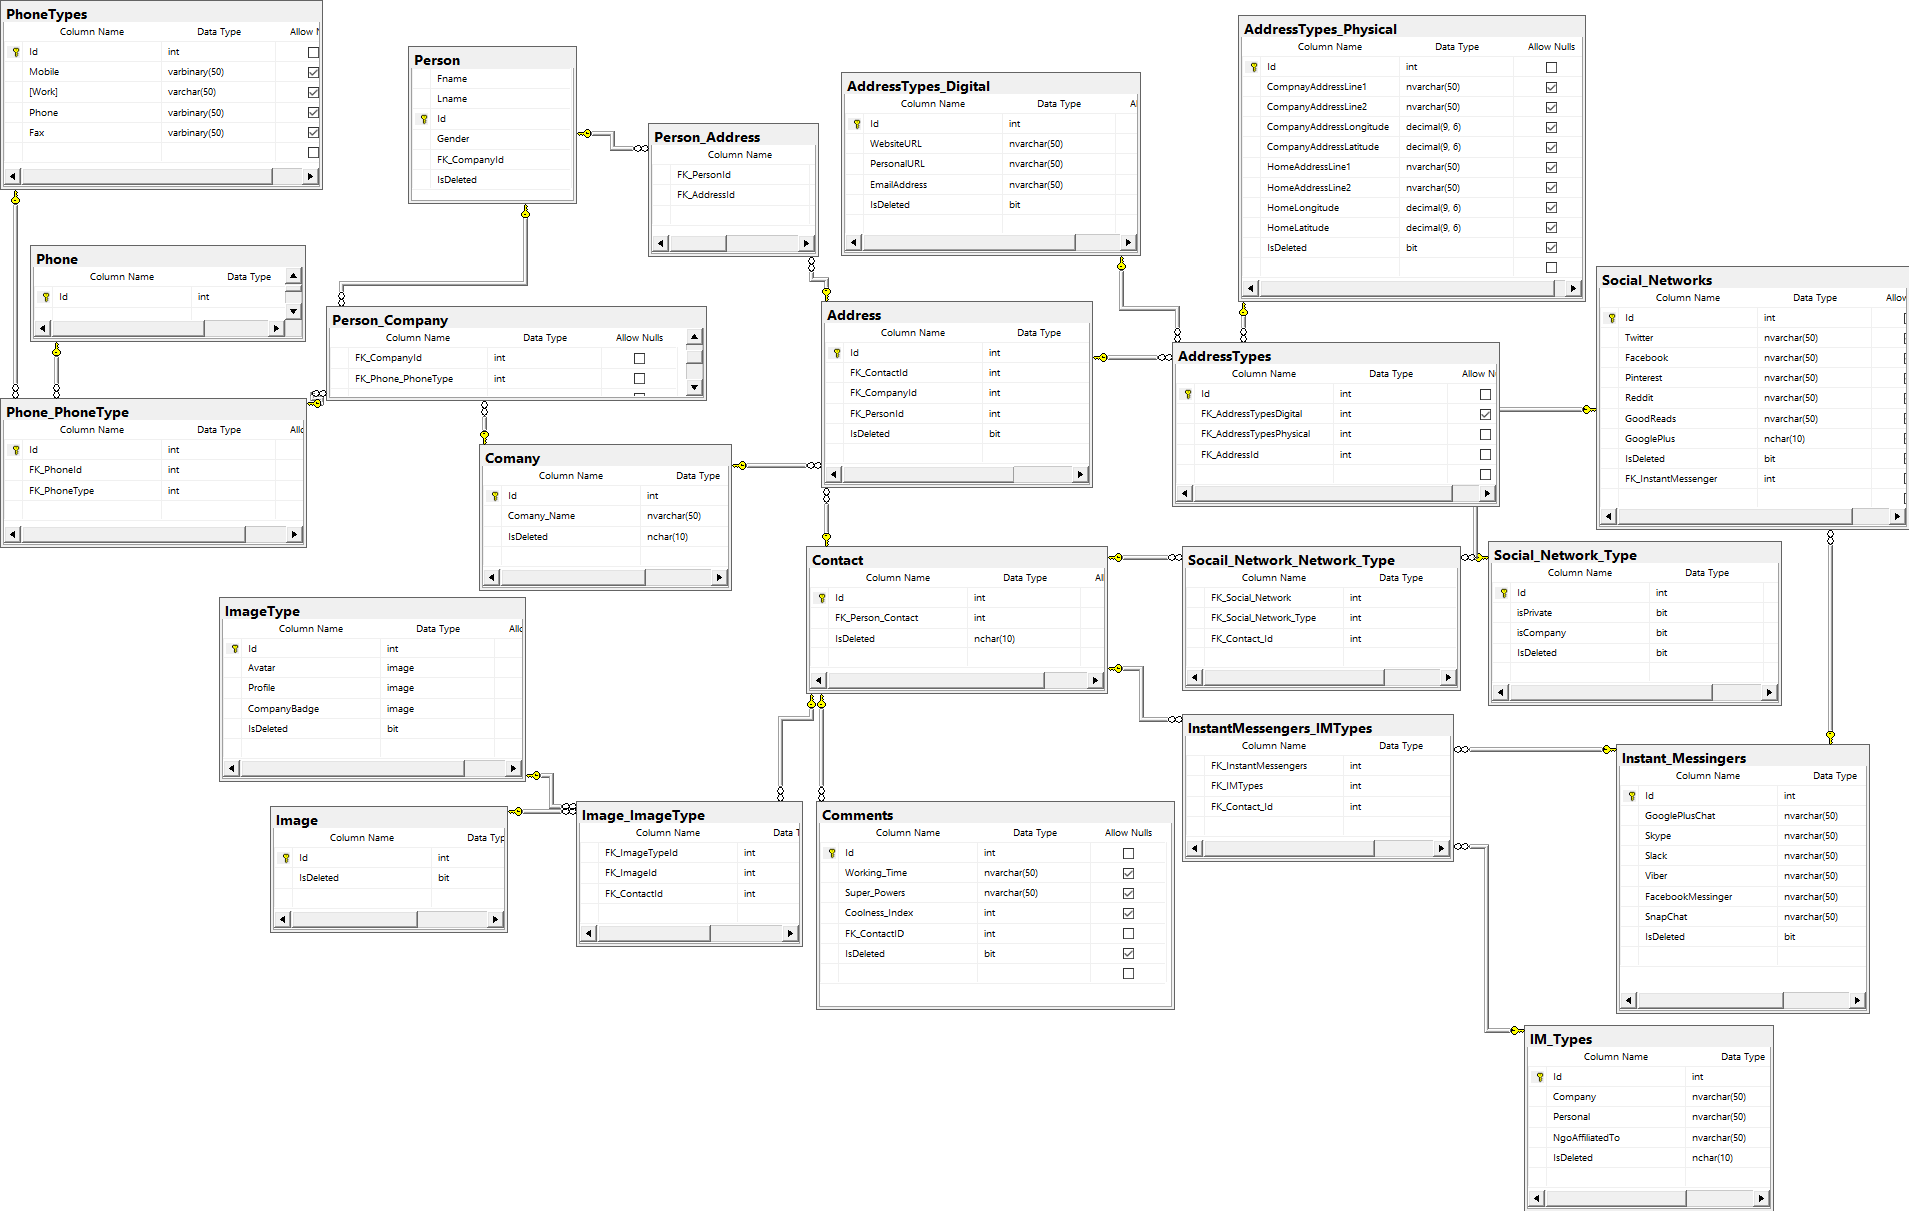 PhoneTypes
Column Name Data Type Allow N
Id int
Mobile varbinary(50)
[Work] varchar(50)
Phone varbinary(50)
Fax varbinary(50)
Person
Fname
Lname
Id
Gender
FK_CompanyId
IsDeleted
Person_Address
Column Name
FK_PersonId
FK_AddressId
AddressTypes_Digital
Column Name Data Type Al
Id int
WebsiteURL nvarchar(50)
PersonalURL nvarchar(50)
EmailAddress nvarchar(50)
IsDeleted bit
AddressTypes_Physical
Column Name Data Type Allow Nulls
Id int
CompnayAddressLine1 nvarchar(50)
CompanyAddressLine2 nvarchar(50)
CompanyAddressLongitude decimal(9, 6)
CompanyAddressLatitude decimal(9, 6)
HomeAddressLine1 nvarchar(50)
HomeAddressLine2 nvarchar(50)
HomeLongitude decimal(9, 6)
HomeLatitude decimal(9, 6)
IsDeleted bit
Phone
Column Name Data Type
Id int
Person_Company
Column Name Data Type Allow Nulls
FK_CompanyId int
FK_Phone_PhoneType int
Address
Column Name Data Type
Id int
FK_ContactId int
FK_CompanyId int
FK_PersonId int
IsDeleted bit
AddressTypes
Column Name Data Type Allow N
Id int
FK_AddressTypesDigital int
FK_AddressTypesPhysical int
FK_AddressId int
Social_Networks
Column Name Data Type Allow
Id int
Twitter nvarchar(50)
Facebook nvarchar(50)
Pinterest nvarchar(50)
Reddit nvarchar(50)
GoodReads nvarchar(50)
GooglePlus nchar(10)
IsDeleted bit
FK_InstantMessenger int
Phone_PhoneType
Column Name Data Type Allo
Id int
FK_PhoneId int
FK_PhoneType int
Comany
Column Name Data Type
Id int
Comany_Name nvarchar(50)
IsDeleted nchar(10)
Contact
Column Name Data Type Al
Id int
FK_Person_Contact int
IsDeleted nchar(10)
Socail_Network_Network_Type
Column Name Data Type
FK_Social_Network int
FK_Social_Network_Type int
FK_Contact_Id int
Social_Network_Type
Column Name Data Type
Id int
isPrivate bit
isCompany bit
IsDeleted bit
ImageType
Column Name Data Type Allo
Id int
Avatar image
Profile image
CompanyBadge image
IsDeleted bit
InstantMessengers_IMTypes
Column Name Data Type
FK_InstantMessengers int
FK_IMTypes int
FK_Contact_Id int
Instant_Messingers
Column Name Data Type
Id int
GooglePlusChat nvarchar(50)
Skype nvarchar(50)
Slack nvarchar(50)
Viber nvarchar(50)
FacebookMessinger nvarchar(50)
SnapChat nvarchar(50)
IsDeleted bit
Image
Column Name Data Typ
Id int
IsDeleted bit
Image_ImageType
Column Name Data T
FK_ImageTypeId int
FK_ImageId int
FK_ContactId int
Comments
Column Name Data Type Allow Nulls
Id int
Working_Time nvarchar(50)
Super_Powers nvarchar(50)
Coolness_Index int
FK_ContactID int
IsDeleted bit
IM_Types
Column Name Data Type
Id int
Company nvarchar(50)
Personal nvarchar(50)
NgoAffiliatedTo nvarchar(50)
IsDeleted nchar(10)